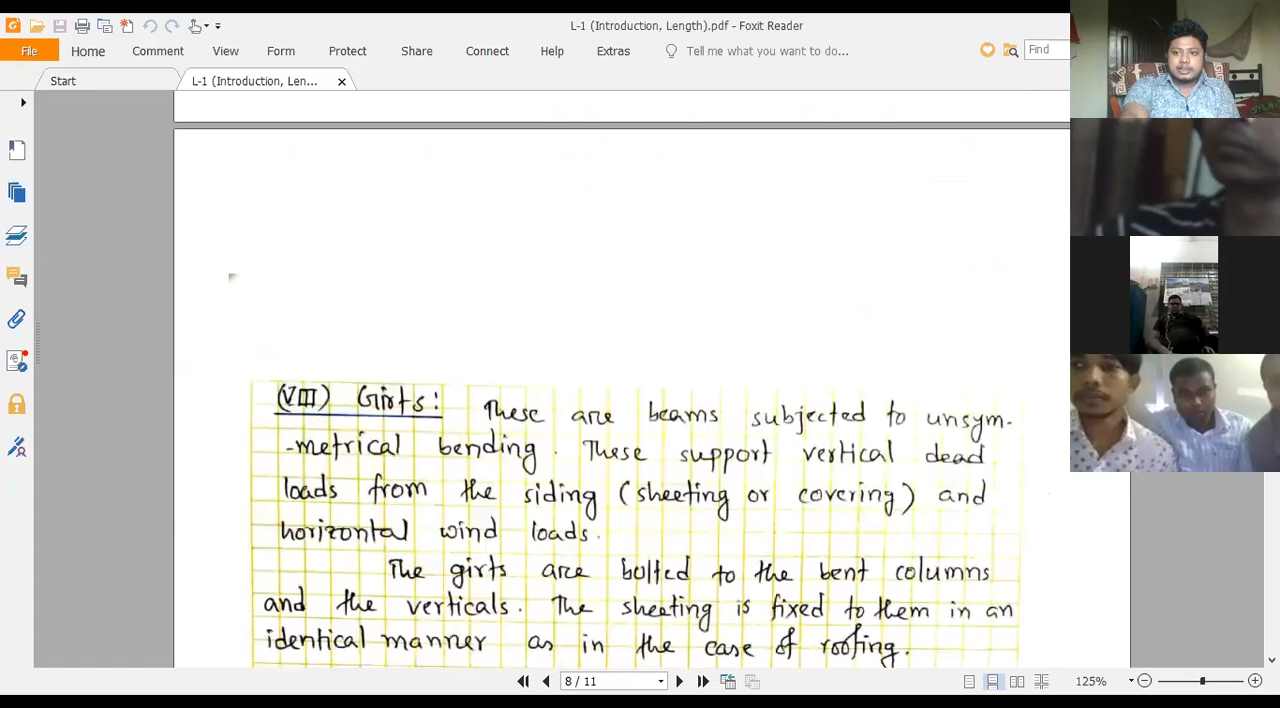 L-1 (Introduction, Length).pdf - Foxit Reader
File Home Comment View Form Protect Share Connect Help Extras Tell me what you want to do... Find
Start L-1 (Introduction, Len...
(VIII) Girts: These are beams subjected to unsym-
-metrical bending. These support vertical dead
loads from the siding (sheeting or covering) and
horizontal wind loads.
The girts are bolted to the bent columns
and the verticals. The sheeting is fixed to them in an
identical manner as in the case of roofing.
8 / 11 125%